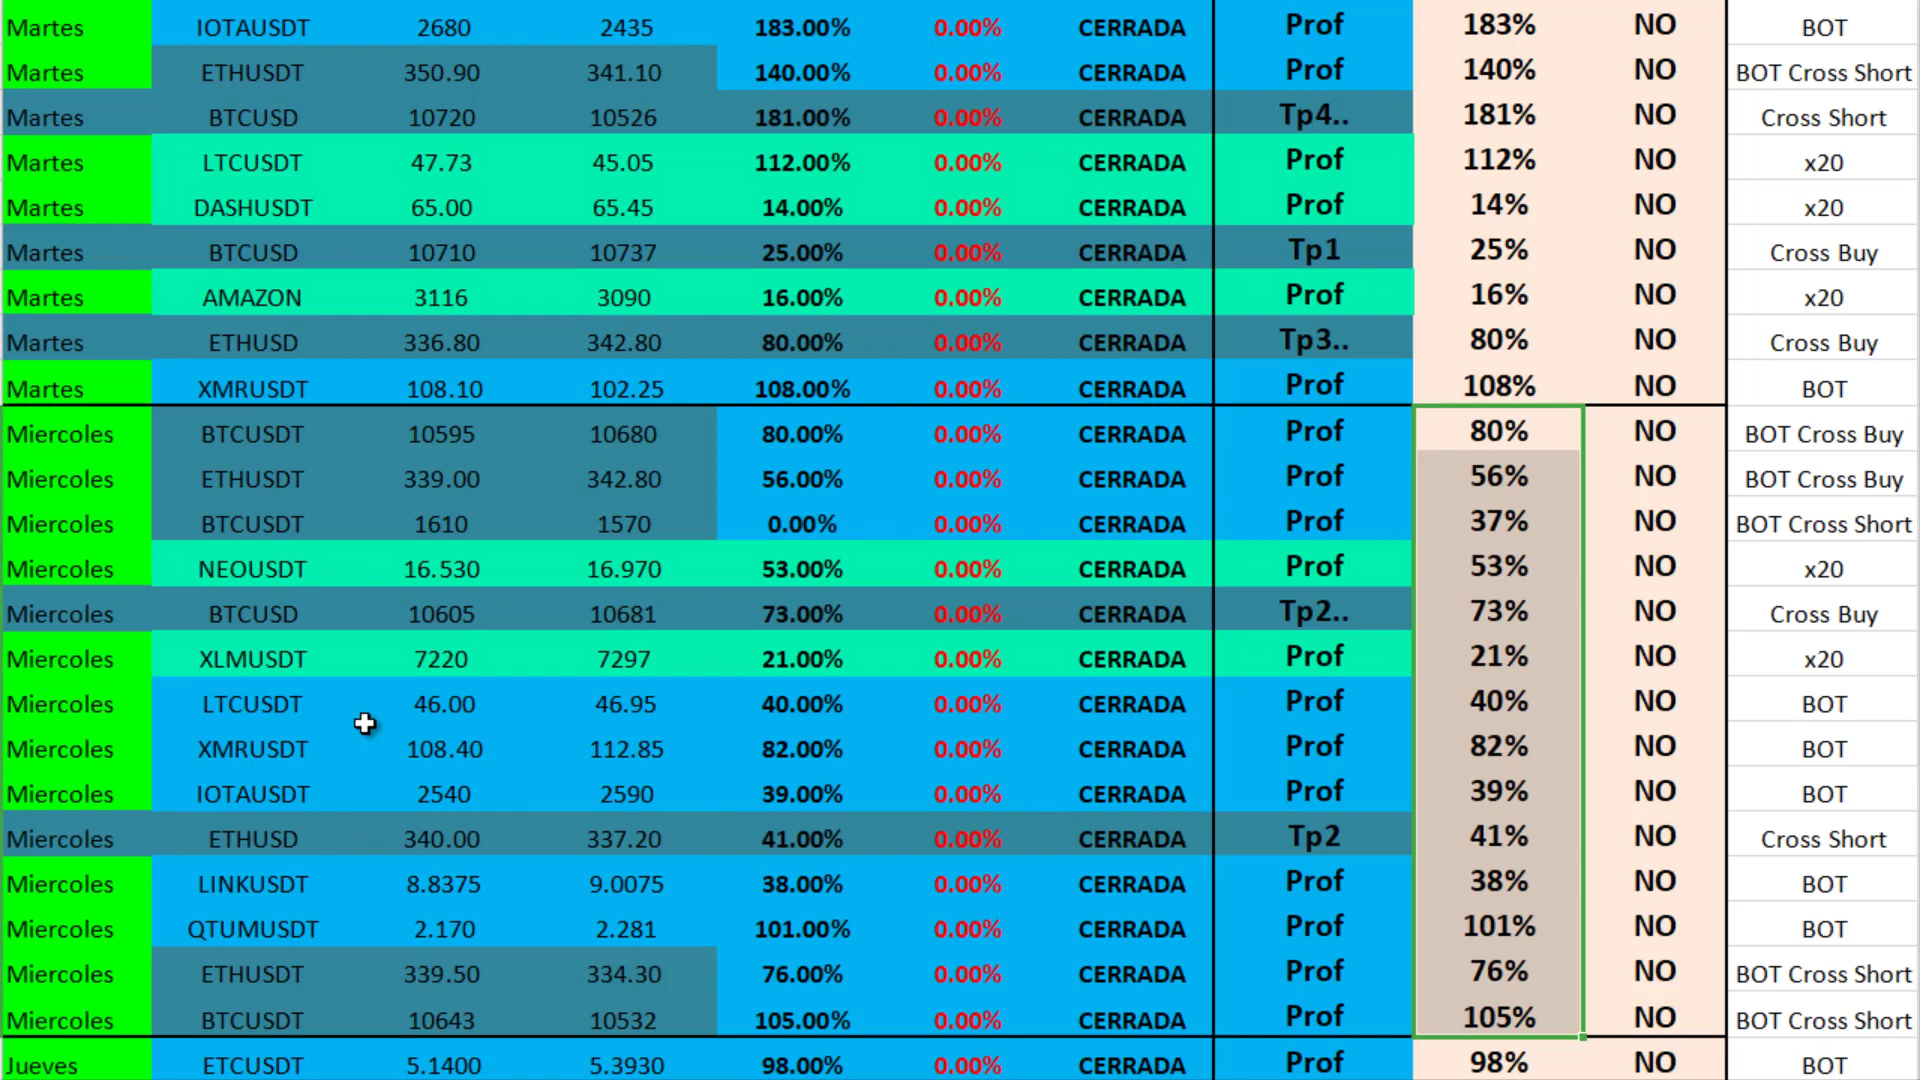 Martes IOTAUSDT 2680 2435 183.00% 0.00% CERRADA Prof 183% NO BOT
Martes ETHUSDT 350.90 341.10 140.00% 0.00% CERRADA Prof 140% NO BOT Cross Short
Martes BTCUSD 10720 10526 181.00% 0.00% CERRADA Tp4.. 181% NO Cross Short
Martes LTCUSDT 47.73 45.05 112.00% 0.00% CERRADA Prof 112% NO x20
Martes DASHUSDT 65.00 65.45 14.00% 0.00% CERRADA Prof 14% NO x20
Martes BTCUSD 10710 10737 25.00% 0.00% CERRADA Tp1 25% NO Cross Buy
Martes AMAZON 3116 3090 16.00% 0.00% CERRADA Prof 16% NO x20
Martes ETHUSD 336.80 342.80 80.00% 0.00% CERRADA Tp3.. 80% NO Cross Buy
Martes XMRUSDT 108.10 102.25 108.00% 0.00% CERRADA Prof 108% NO BOT
Miercoles BTCUSDT 10595 10680 80.00% 0.00% CERRADA Prof 80% NO BOT Cross Buy
Miercoles ETHUSDT 339.00 342.80 56.00% 0.00% CERRADA Prof 56% NO BOT Cross Buy
Miercoles BTCUSDT 1610 1570 0.00% 0.00% CERRADA Prof 37% NO BOT Cross Short
Miercoles NEOUSDT 16.530 16.970 53.00% 0.00% CERRADA Prof 53% NO x20
Miercoles BTCUSD 10605 10681 73.00% 0.00% CERRADA Tp2.. 73% NO Cross Buy
Miercoles XLMUSDT 7220 7297 21.00% 0.00% CERRADA Prof 21% NO x20
Miercoles LTCUSDT 46.00 46.95 40.00% 0.00% CERRADA Prof 40% NO BOT
Miercoles XMRUSDT 108.40 112.85 82.00% 0.00% CERRADA Prof 82% NO BOT
Miercoles IOTAUSDT 2540 2590 39.00% 0.00% CERRADA Prof 39% NO BOT
Miercoles ETHUSD 340.00 337.20 41.00% 0.00% CERRADA Tp2 41% NO Cross Short
Miercoles LINKUSDT 8.8375 9.0075 38.00% 0.00% CERRADA Prof 38% NO BOT
Miercoles QTUMUSDT 2.170 2.281 101.00% 0.00% CERRADA Prof 101% NO BOT
Miercoles ETHUSDT 339.50 334.30 76.00% 0.00% CERRADA Prof 76% NO BOT Cross Short
Miercoles BTCUSDT 10643 10532 105.00% 0.00% CERRADA Prof 105% NO BOT Cross Short
Jueves ETCUSDT 5.1400 5.3930 98.00% 0.00% CERRADA Prof 98% NO BOT